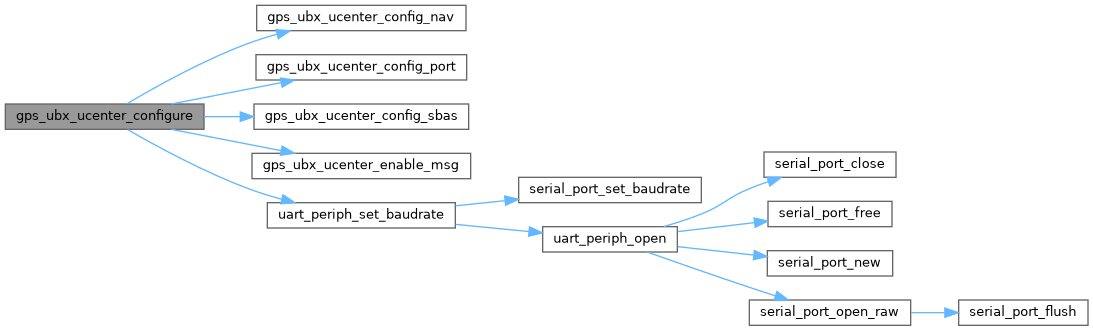 gps_ubx_ucenter_config_nav
gps_ubx_ucenter_config_port
gps_ubx_ucenter_configure
gps_ubx_ucenter_config_sbas
gps_ubx_ucenter_enable_msg
serial_port_close
serial_port_set_baudrate
uart_periph_set_baudrate
serial_port_free
uart_periph_open
serial_port_new
serial_port_open_raw
serial_port_flush